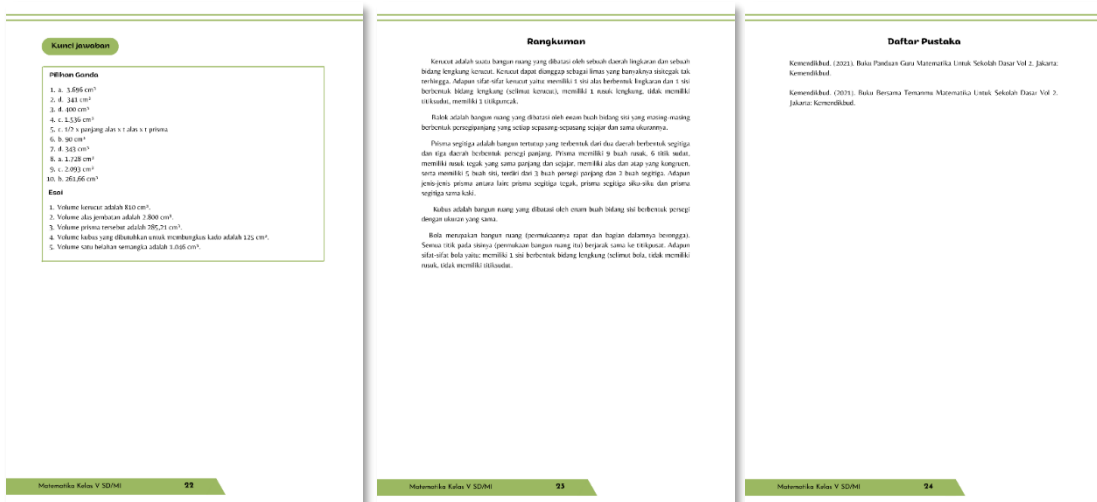 Kunci jawaban
Pilihan Ganda
1. a. 3.696 cm³
2. d. 341 cm³
3. d. 400 cm³
4. c. 1.536 cm³
5. c. 1/2 x panjang alas x t alas x t prisma
6. b. 90 cm³
7. d. 343 cm³
8. a. 1.728 cm³
9. c. 2.093 cm³
10. b. 261,66 cm³
Esai
1. Volume kerucut adalah 810 cm³.
2. Volume alas jembatan adalah 2.800 cm³.
3. Volume prisma tersebut adalah 785,21 cm³.
4. Volume kubus yang dibutuhkan untuk membungkus kado adalah 125 cm³.
5. Volume satu belahan semangka adalah 1.046 cm³.
Matematika Kelas V SD/MI 22
Rangkuman
Kerucut adalah suatu bangun ruang yang dibatasi oleh sebuah daerah lingkaran dan sebuah
bidang lengkung kerucut. Kerucut dapat dianggap sebagai limas yang banyaknya sisitegak tak
terhingga. Adapun sifat-sifat kerucut yaitu: memiliki 1 sisi alas berbentuk lingkaran dan 1 sisi
berbentuk bidang lengkung (selimut kerucut), memiliki 1 rusuk lengkung, tidak memiliki
titiksudut, memiliki 1 titikpuncak.
Balok adalah bangun ruang yang dibatasi oleh enam buah bidang sisi yang masing-masing
berbentuk persegipanjang yang setiap sepasang-sepasang sejajar dan sama ukurannya.
Prisma segitiga adalah bangun tertutup yang terbentuk dari dua daerah berbentuk segitiga
dan tiga daerah berbentuk persegi panjang. Prisma memiliki 9 buah rusuk, 6 titik sudut,
memiliki rusuk tegak yang sama panjang dan sejajar, memiliki alas dan atap yang kongruen,
serta memiliki 5 buah sisi, terdiri dari 3 buah persegi panjang dan 2 buah segitiga. Adapun
jenis-jenis prisma antara lain: prisma segitiga tegak, prisma segitiga siku-siku dan prisma
segitiga sama kaki.
Kubus adalah bangun ruang yang dibatasi oleh enam buah bidang sisi berbentuk persegi
dengan ukuran yang sama.
Bola merupakan bangun ruang (permukaannya rapat dan bagian dalamnya berongga).
Semua titik pada sisinya (permukaan bangun ruang itu) berjarak sama ke titikpusat. Adapun
sifat-sifat bola yaitu: memiliki 1 sisi berbentuk bidang lengkung (selimut bola, tidak memiliki
rusuk, tidak memiliki titiksudut.
Matematika Kelas V SD/MI 23
Daftar Pustaka
Kemendikbud. (2021). Buku Panduan Guru Matematika Untuk Sekolah Dasar Vol 2. Jakarta:
Kemendikbud.
Kemendikbud. (2021). Buku Bersama Temanmu Matematika Untuk Sekolah Dasar Vol 2.
Jakarta: Kemendikbud.
Matematika Kelas V SD/MI 24